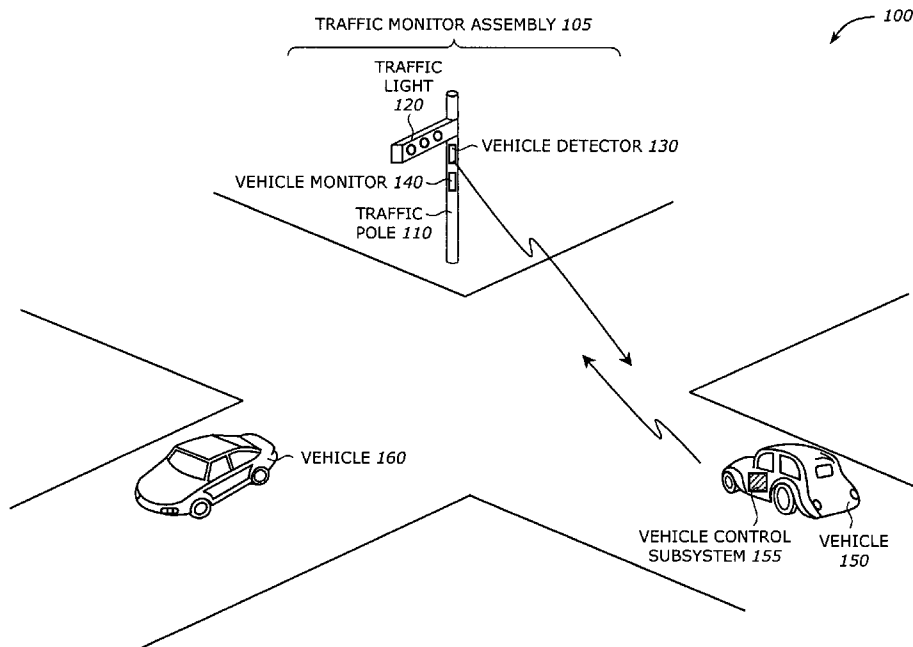 TRAFFIC MONITOR ASSEMBLY 105
100
TRAFFIC
LIGHT
120
VEHICLE DETECTOR 130
VEHICLE MONITOR 140
TRAFFIC
POLE 110
VEHICLE 160
VEHICLE CONTROL
SUBSYSTEM 155
VEHICLE
150